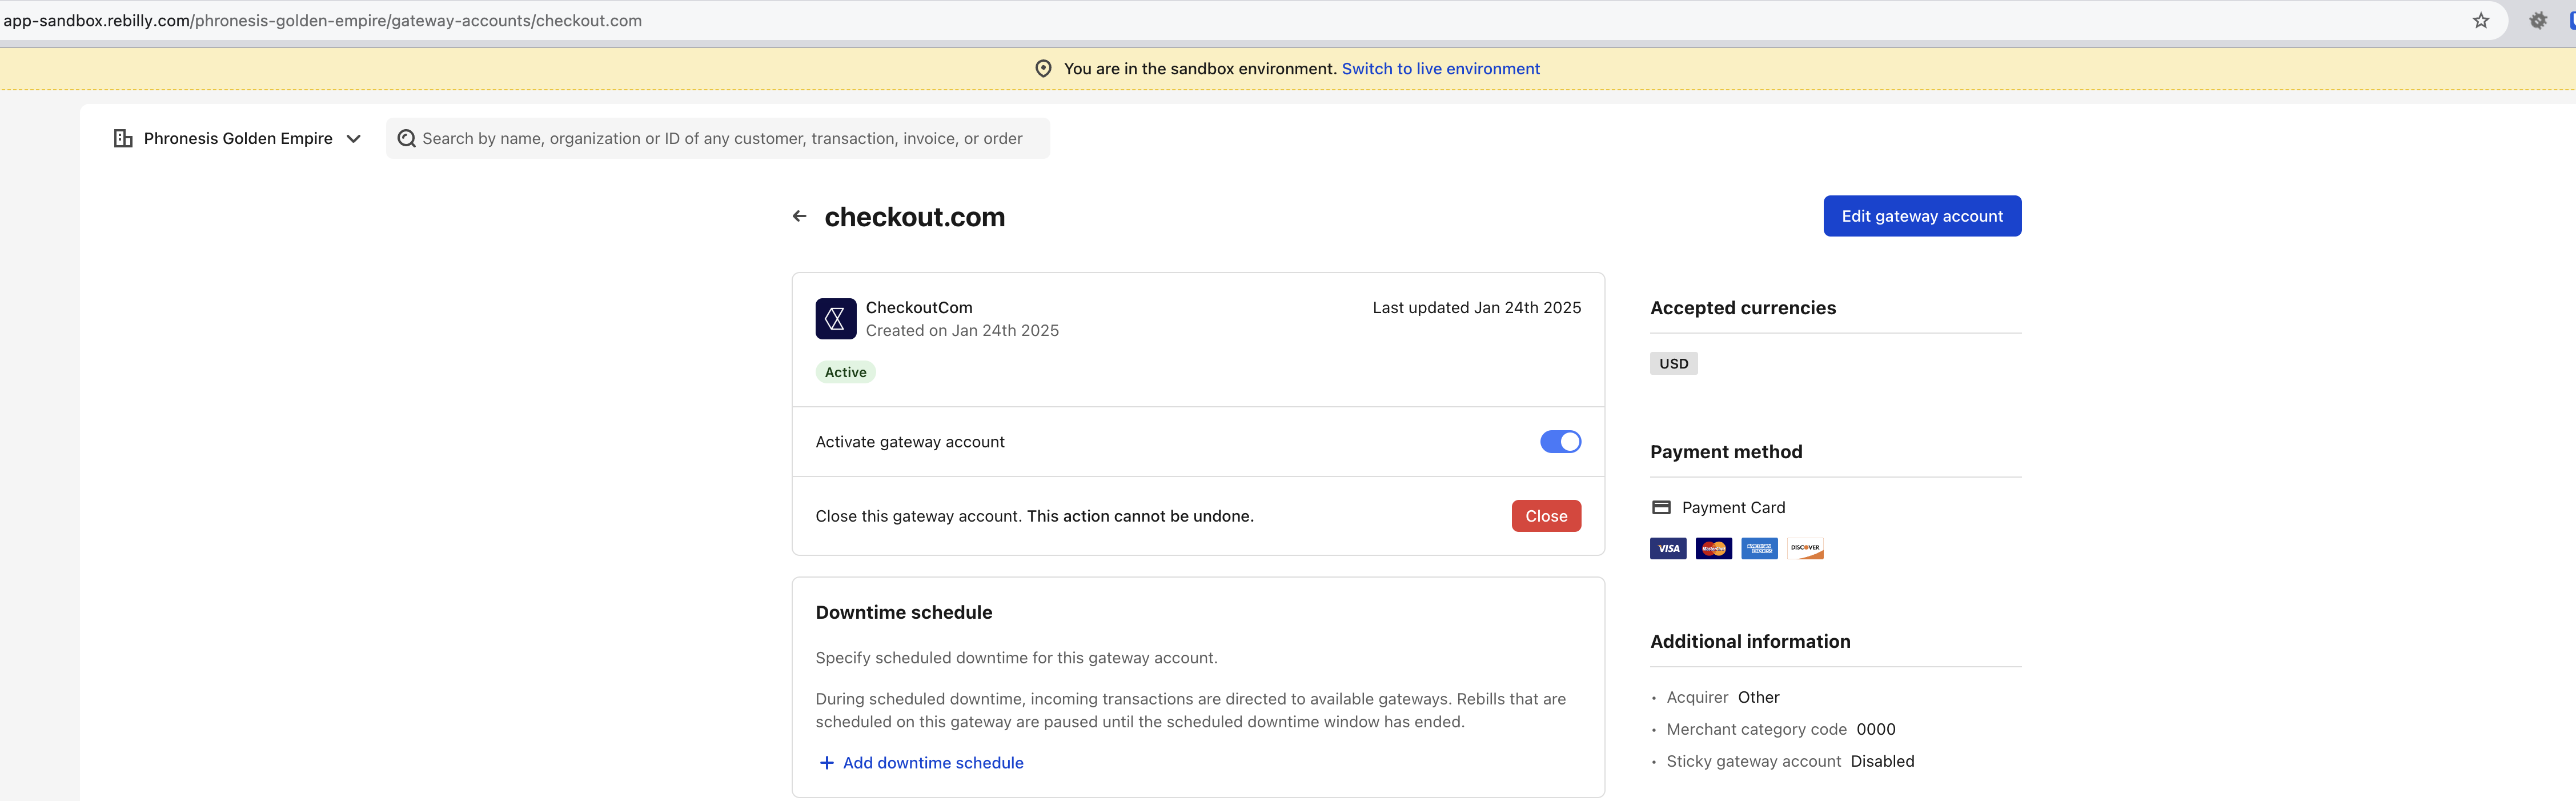 app-sandbox.rebilly.com/phronesis-golden-empire/gateway-accounts/checkout.com
You are in the sandbox environment. Switch to live environment
Phronesis Golden Empire
Search by name, organization or ID of any customer, transaction, invoice, or order
checkout.com
Edit gateway account
CheckoutCom
Created on Jan 24th 2025
Last updated Jan 24th 2025
Active
Activate gateway account
Close this gateway account. This action cannot be undone.
Close
Downtime schedule
Specify scheduled downtime for this gateway account.
During scheduled downtime, incoming transactions are directed to available gateways. Rebills that are
scheduled on this gateway are paused until the scheduled downtime window has ended.
+ Add downtime schedule
Accepted currencies
USD
Payment method
Payment Card
VISA MasterCard AMERICAN EXPRESS DISCOVER
Additional information
• Acquirer Other
• Merchant category code 0000
• Sticky gateway account Disabled